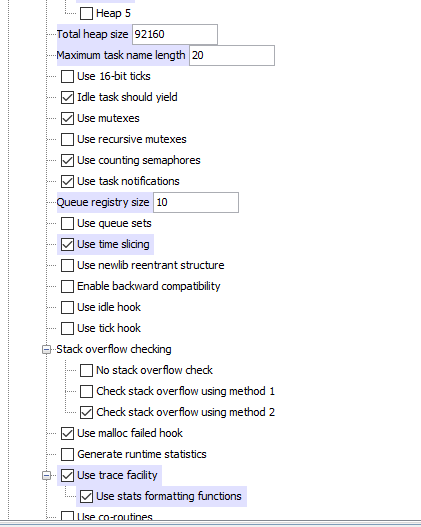 Heap 5
Total heap size 92160
Maximum task name length 20
Use 16-bit ticks
Idle task should yield
Use mutexes
Use recursive mutexes
Use counting semaphores
Use task notifications
Queue registry size 10
Use queue sets
Use time slicing
Use newlib reentrant structure
Enable backward compatibility
Use idle hook
Use tick hook
Stack overflow checking
No stack overflow check
Check stack overflow using method 1
Check stack overflow using method 2
Use malloc failed hook
Generate runtime statistics
Use trace facility
Use stats formatting functions
Use co-routines